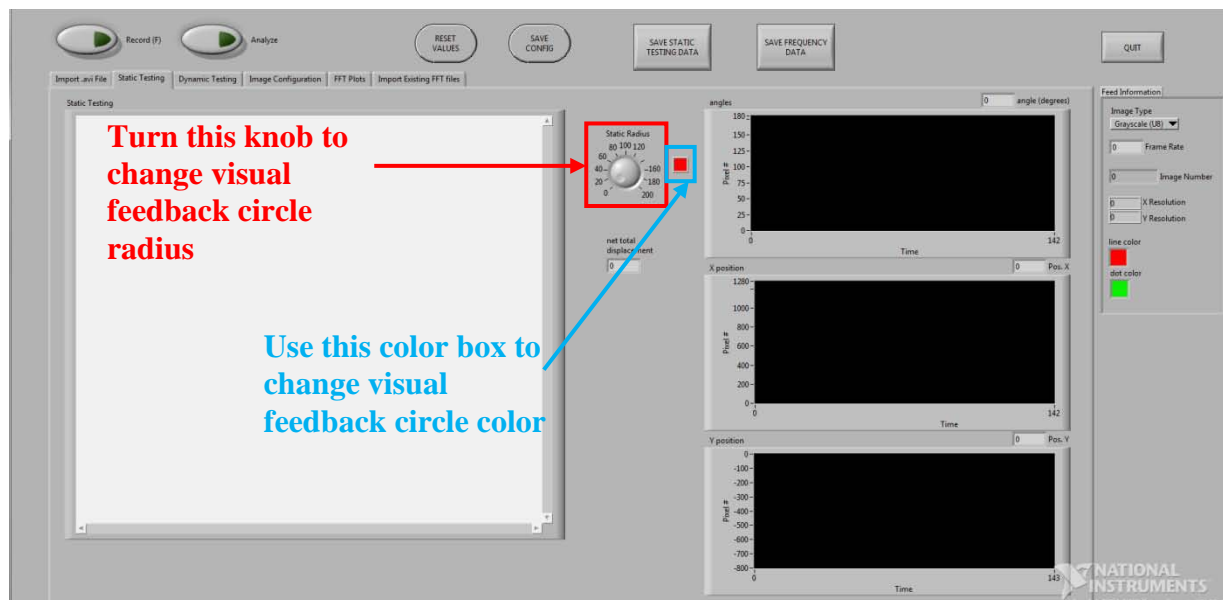 Record (F)
Analyze
RESET
VALUES
SAVE
CONFIG
SAVE STATIC
TESTING DATA
SAVE FREQUENCY
DATA
QUIT
Import .avi File
Static Testing
Dynamic Testing
Image Configuration
FFT Plots
Import Existing FFT files
Static Testing
Turn this knob to
change visual
feedback circle
radius
Use this color box to
change visual
feedback circle color
Static Radius
0
20
40
60
80
100
120
160
180
200
net total
displacement
0
angles
0
angle (degrees)
Pixel #
180
150
125
100
75
50
25
0
0
142
Time
X position
0
Pos. X
Pixel #
1280
1000
800
600
400
200
0
0
142
Time
Y position
0
Pos. Y
Pixel #
0
-100
-200
-300
-400
-500
-600
-700
-800
0
143
Time
Feed Information
Image Type
Grayscale (U8)
0
Frame Rate
0
Image Number
0
X Resolution
0
Y Resolution
line color
dot color
NATIONAL
INSTRUMENTS